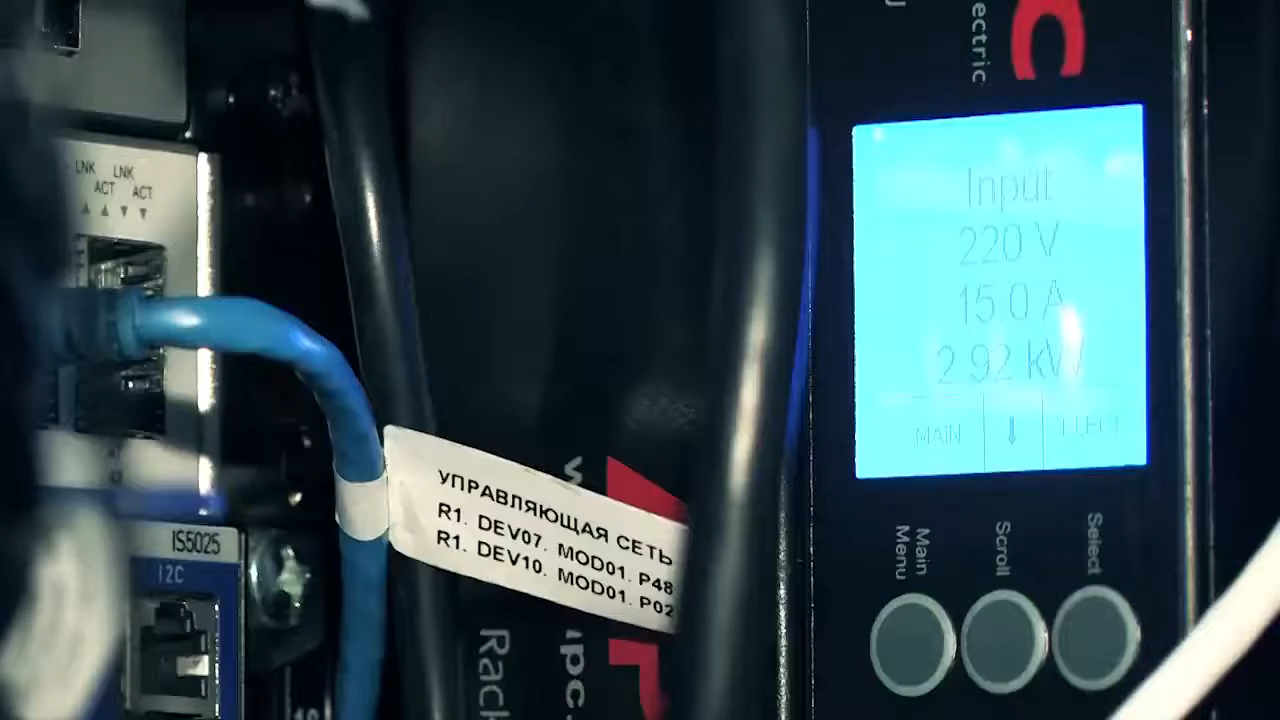 LNK LNK
ACT ACT
IS5025
I2C
УПРАВЛЯЮЩАЯ СЕТЬ
R1. DEV07. MOD01. P48
R1. DEV10. MOD01. P02
Rack
ectric
C
Input
220 V
15.0 A
2.92 kW
MAIN
Main
Menu
Scroll
Select